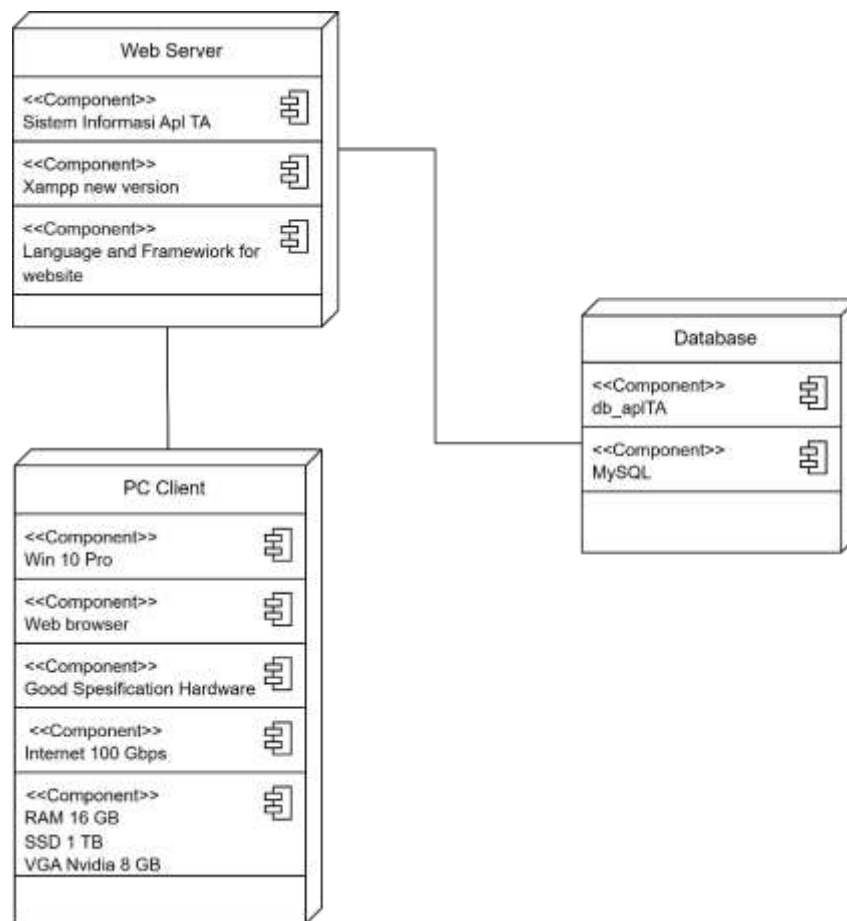 Web Server
<<Component>>
Sistem Informasi Apl TA
<<Component>>
Xampp new version
<<Component>>
Language and Framewiork for
website
Database
<<Component>>
db_aplTA
<<Component>>
MySQL
PC Client
<<Component>>
Win 10 Pro
<<Component>>
Web browser
<<Component>>
Good Spesification Hardware
<<Component>>
Internet 100 Gbps
<<Component>>
RAM 16 GB
SSD 1 TB
VGA Nvidia 8 GB